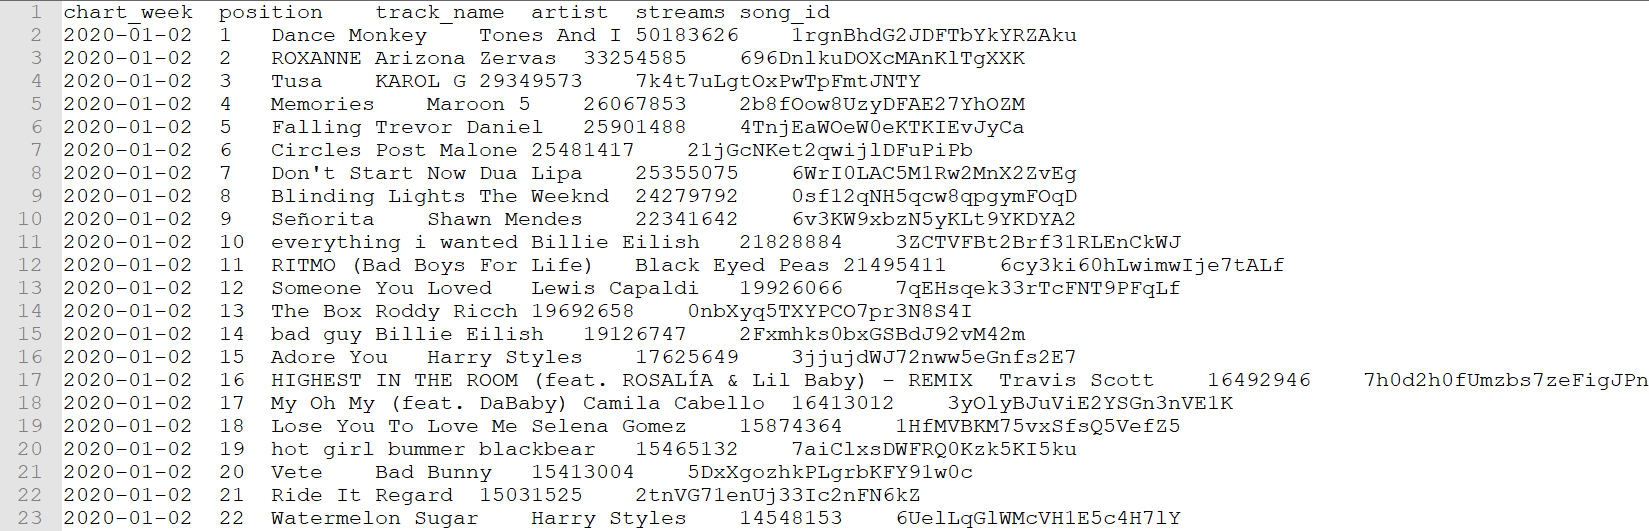 1 chart_week position track_name artist streams song_id
2 2020-01-02 1 Dance Monkey Tones And I 50183626 1rgnBhdG2JDFTbYkYRZAku
3 2020-01-02 2 ROXANNE Arizona Zervas 33254585 696DnlkuDOXcMAnKlTgXXK
4 2020-01-02 3 Tusa KAROL G 29349573 7k4t7uLgtOxPwTpFmtJNTY
5 2020-01-02 4 Memories Maroon 5 26067853 2b8fOow8UzyDFAE27YhOZM
6 2020-01-02 5 Falling Trevor Daniel 25901488 4TnjEaWOeW0eKTKIEvJyCa
7 2020-01-02 6 Circles Post Malone 25481417 21jGcNKet2qwijlDFuPiPb
8 2020-01-02 7 Don't Start Now Dua Lipa 25355075 6WrI0LAC5M1Rw2MnX2ZvEg
9 2020-01-02 8 Blinding Lights The Weeknd 24279792 0sf12qNH5qcw8qpgymFOqD
10 2020-01-02 9 Señorita Shawn Mendes 22341642 6v3KW9xbzN5yKLt9YKDYA2
11 2020-01-02 10 everything i wanted Billie Eilish 21828884 3ZCTVFBt2Brf31RLEnCkWJ
12 2020-01-02 11 RITMO (Bad Boys For Life) Black Eyed Peas 21495411 6cy3ki60hLwimwIje7tALf
13 2020-01-02 12 Someone You Loved Lewis Capaldi 19926066 7qEHsqek33rTcFNT9PFqLf
14 2020-01-02 13 The Box Roddy Ricch 19692658 0nbXyq5TXYPCO7pr3N8S4I
15 2020-01-02 14 bad guy Billie Eilish 19126747 2Fxmhks0bxGSBdJ92vM42m
16 2020-01-02 15 Adore You Harry Styles 17625649 3jjujdWJ72nww5eGnfs2E7
17 2020-01-02 16 HIGHEST IN THE ROOM (feat. ROSALÍA & Lil Baby) - REMIX Travis Scott 16492946 7h0d2h0fUmzbs7zeFigJPn
18 2020-01-02 17 My Oh My (feat. DaBaby) Camila Cabello 16413012 3yOlyBJuViE2YSGn3nVE1K
19 2020-01-02 18 Lose You To Love Me Selena Gomez 15874364 1HfMVBKM75vxSfsQ5VefZ5
20 2020-01-02 19 hot girl bummer blackbear 15465132 7aiClxsDWFRQ0Kzk5KI5ku
21 2020-01-02 20 Vete Bad Bunny 15413004 5DxXgozhkPLgrbKFY91w0c
22 2020-01-02 21 Ride It Regard 15031525 2tnVG71enUj33Ic2nFN6kZ
23 2020-01-02 22 Watermelon Sugar Harry Styles 14548153 6UelLqGlWMcVH1E5c4H7lY